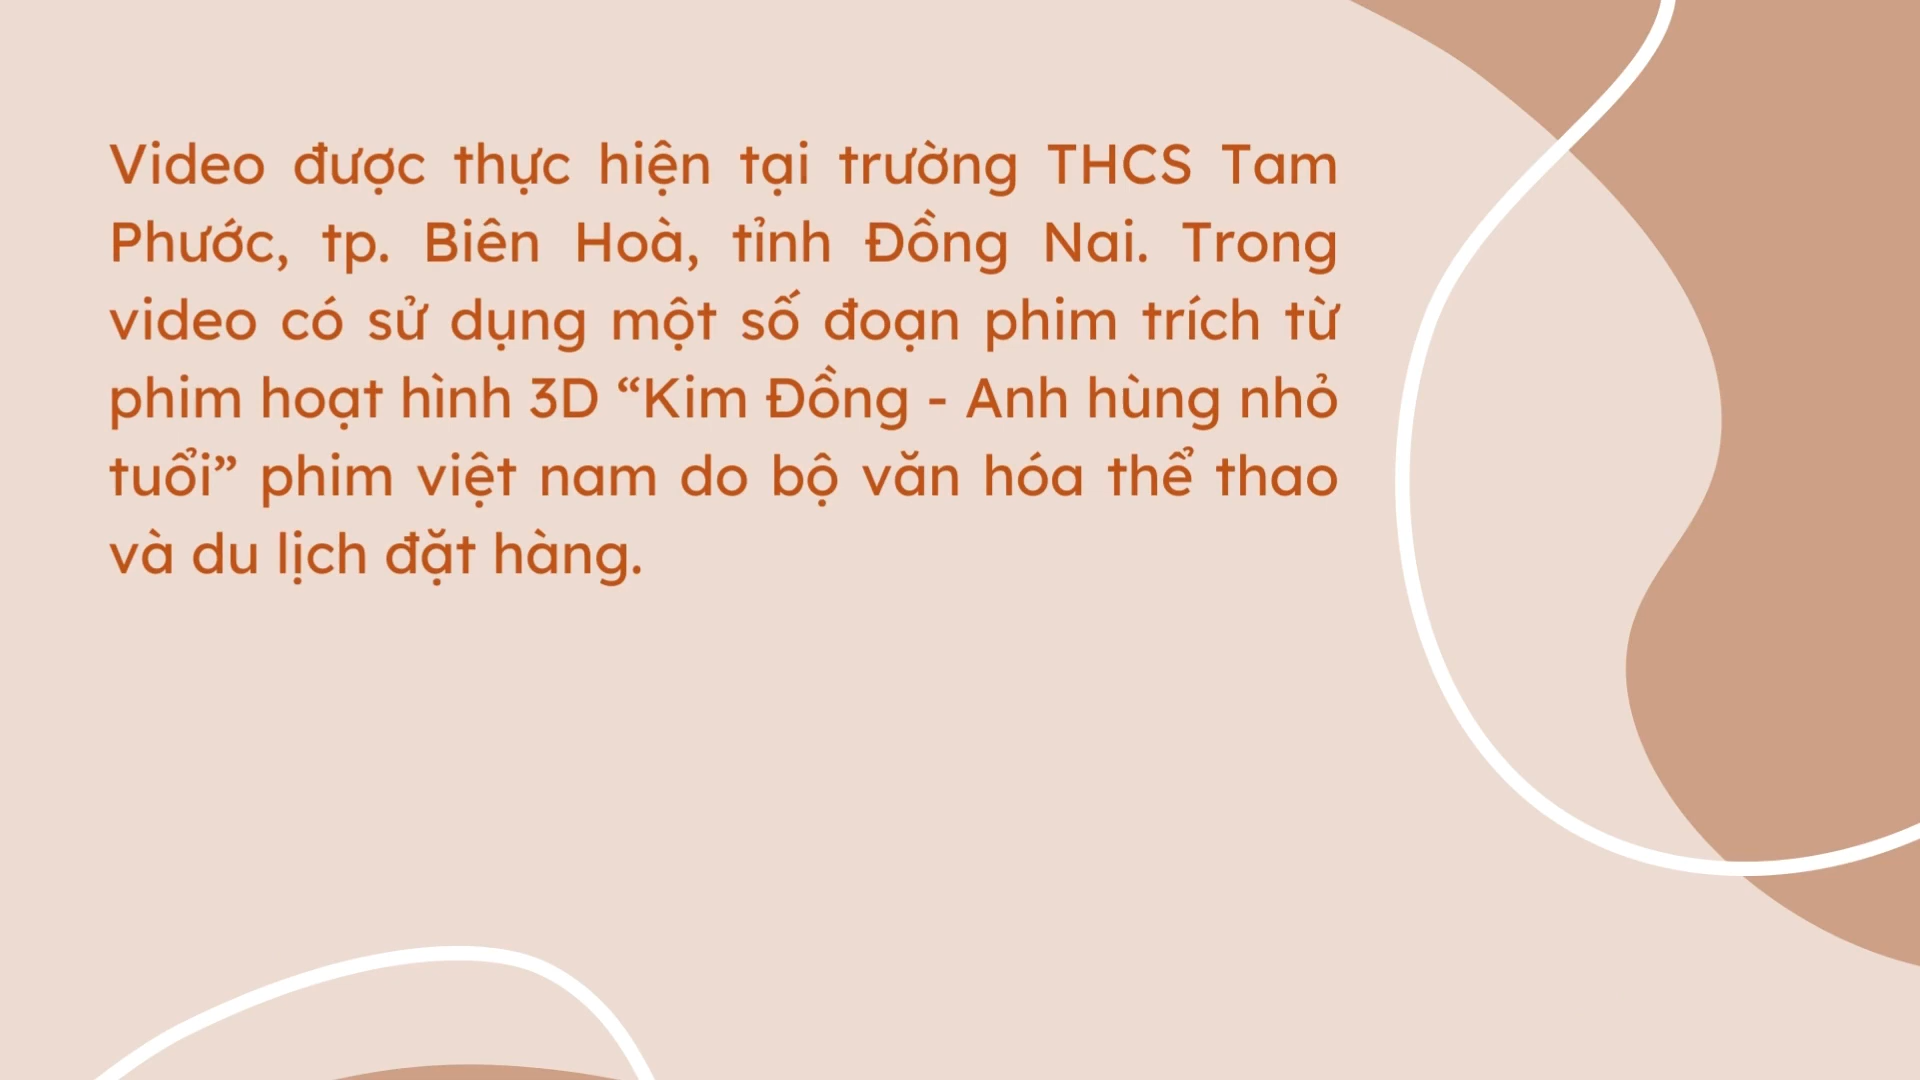 Video được thực hiện tại trường THCS Tam
Phước, tp. Biên Hoà, tỉnh Đồng Nai. Trong
video có sử dụng một số đoạn phim trích từ
phim hoạt hình 3D “Kim Đồng - Anh hùng nhỏ
tuổi” phim việt nam do bộ văn hóa thể thao
và du lịch đặt hàng.